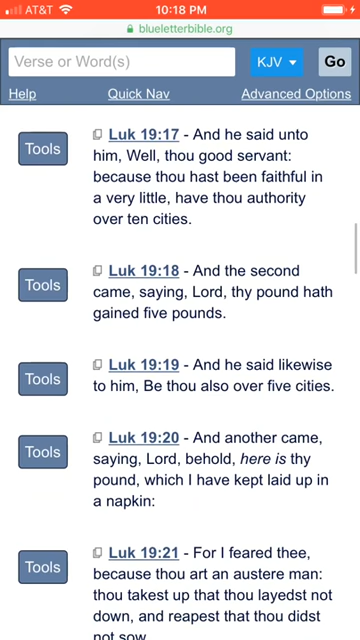 AT&T 10:18 PM
blueletterbible.org
Verse or Word(s) KJV Go
Help Quick Nav Advanced Options
Tools
Luk 19:17 - And he said unto
him, Well, thou good servant:
because thou hast been faithful in
a very little, have thou authority
over ten cities.
Tools
Luk 19:18 - And the second
came, saying, Lord, thy pound hath
gained five pounds.
Tools
Luk 19:19 - And he said likewise
to him, Be thou also over five cities.
Tools
Luk 19:20 - And another came,
saying, Lord, behold, here is thy
pound, which I have kept laid up in
a napkin:
Tools
Luk 19:21 - For I feared thee,
because thou art an austere man:
thou takest up that thou layedst not
down, and reapest that thou didst
not sow.